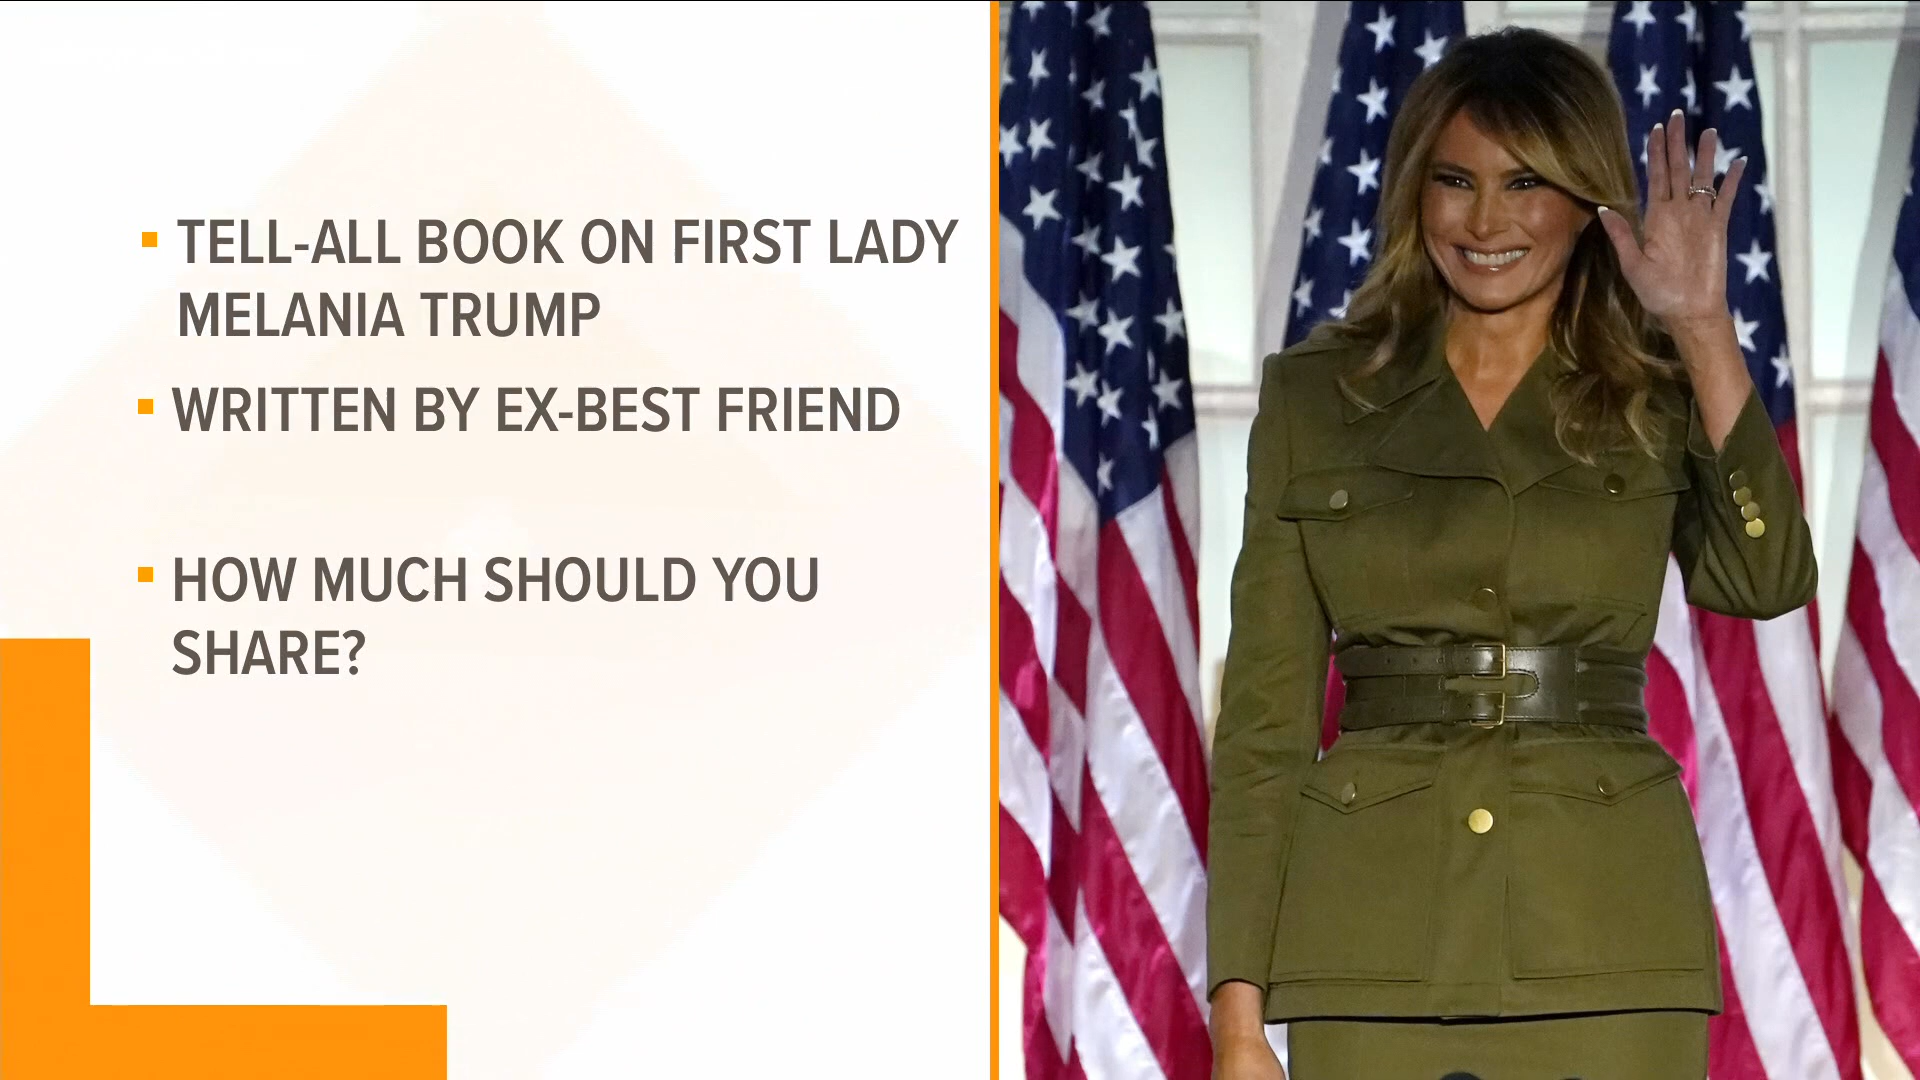 TELL-ALL BOOK ON FIRST LADY
MELANIA TRUMP
WRITTEN BY EX-BEST FRIEND
HOW MUCH SHOULD YOU
SHARE?